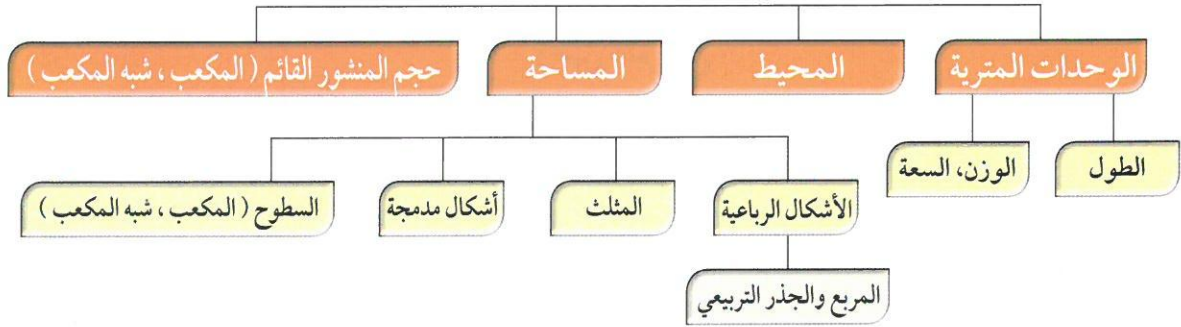 الوحدات المترية
المحيط
المساحة
حجم المنشور القائم ( المكعب ، شبه المكعب )
الطول
الوزن، السعة
الأشكال الرباعية
المثلث
أشكال مدمجة
السطوح ( المكعب ، شبه المكعب )
المربع والجذر التربيعي